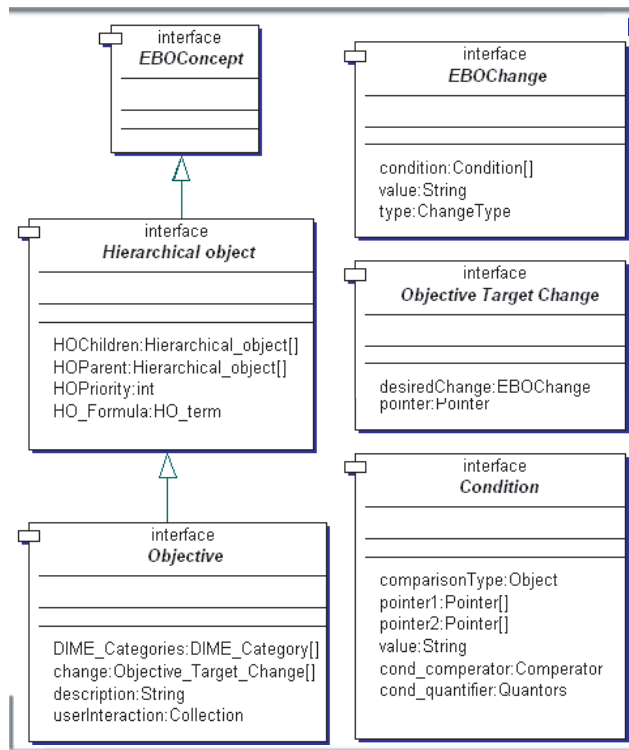 interface
EBOConcept
interface
Hierarchical object
HOChildren:Hierarchical_object[]
HOParent:Hierarchical_object[]
HOPriority:int
HO_Formula:HO_term
interface
Objective
DIME_Categories:DIME_Category[]
change:Objective_Target_Change[]
description:String
userInteraction:Collection
interface
EBOChange
condition:Condition[]
value:String
type:ChangeType
interface
Objective Target Change
desiredChange:EBOChange
pointer:Pointer
interface
Condition
comparisonType:Object
pointer1:Pointer[]
pointer2:Pointer[]
value:String
cond_comperator:Comperator
cond_quantifier:Quantors